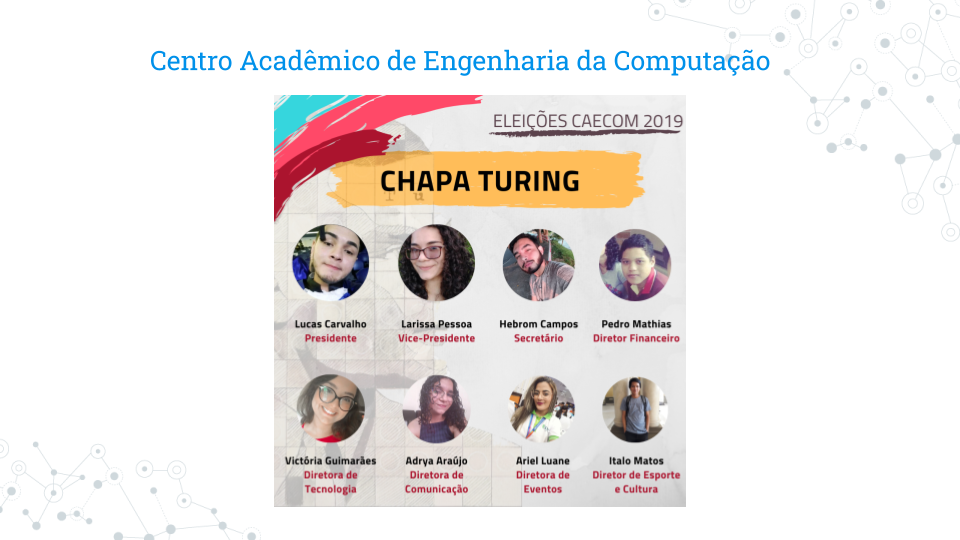 Centro Acadêmico de Engenharia da Computação
ELEIÇÕES CAECOM 2019
CHAPA TURING
Lucas Carvalho
Presidente
Larissa Pessoa
Vice-Presidente
Hebrom Campos
Secretário
Pedro Mathias
Diretor Financeiro
Victória Guimarães
Diretora de
Tecnologia
Adrya Araújo
Diretora de
Comunicação
Ariel Luane
Diretora de
Eventos
Italo Matos
Diretor de Esporte
e Cultura